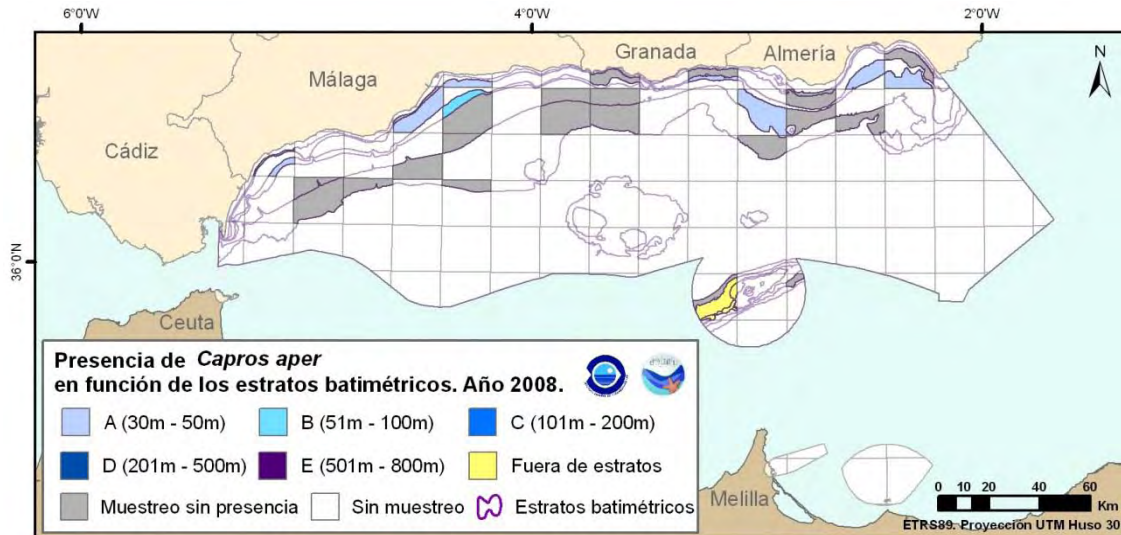 6°0'W 4°0'W 2°0'W
Granada Almería
N
Málaga
Cádiz
36°0'N
Ceuta
Presencia de Capros aper
en función de los estratos batimétricos. Año 2008.
A (30m - 50m) B (51m - 100m) C (101m - 200m)
D (201m - 500m) E (501m - 800m) Fuera de estratos
Muestreo sin presencia Sin muestreo Estratos batimétricos
Melilla
0 10 20 40 60
Km
ETRS89. Proyección UTM Huso 30